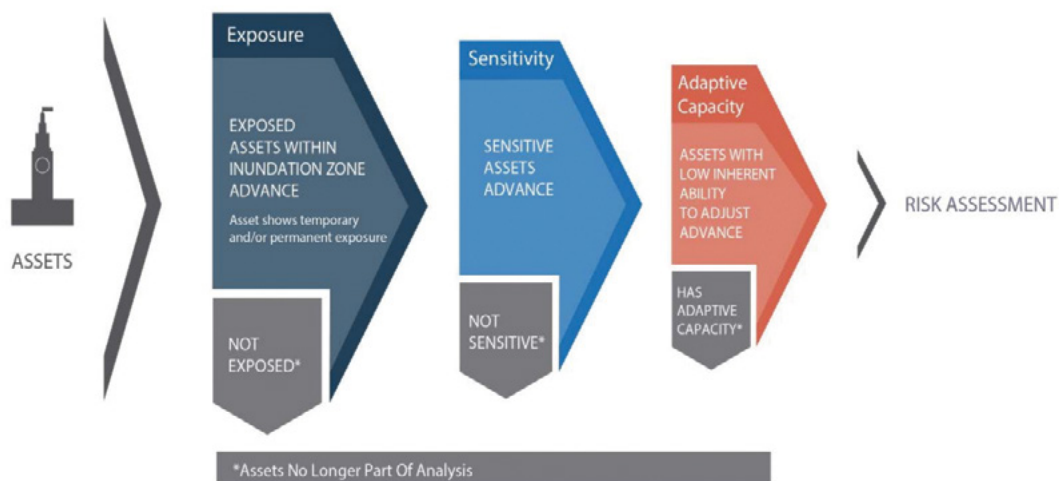 ASSETS
Exposure
EXPOSED
ASSETS WITHIN
INUNDATION ZONE
ADVANCE
Asset shows temporary
and/or permanent exposure
NOT
EXPOSED*
Sensitivity
SENSITIVE
ASSETS
ADVANCE
NOT
SENSITIVE*
Adaptive
Capacity
ASSETS WITH
LOW INHERENT
ABILITY
TO ADJUST
ADVANCE
HAS
ADAPTIVE
CAPACITY*
RISK ASSESSMENT
*Assets No Longer Part Of Analysis